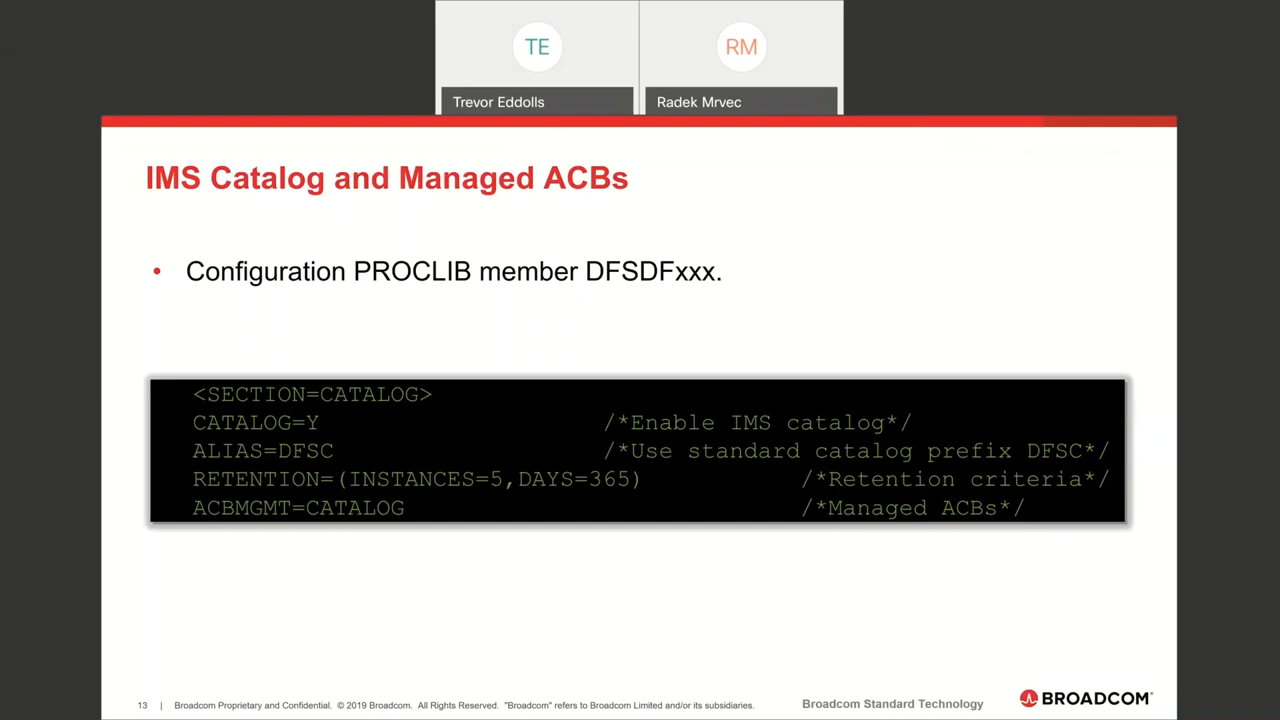 TE
RM
Trevor Eddolls
Radek Mrvec
IMS Catalog and Managed ACBs
• Configuration PROCLIB member DFSDFxxx.
<SECTION=CATALOG>
CATALOG=Y /*Enable IMS catalog*/
ALIAS=DFSC /*Use standard catalog prefix DFSC*/
RETENTION=(INSTANCES=5,DAYS=365) /*Retention criteria*/
ACBMGMT=CATALOG /*Managed ACBs*/
13 | Broadcom Proprietary and Confidential. © 2019 Broadcom. All Rights Reserved. "Broadcom" refers to Broadcom Limited and/or its subsidiaries.
Broadcom Standard Technology
BROADCOM®